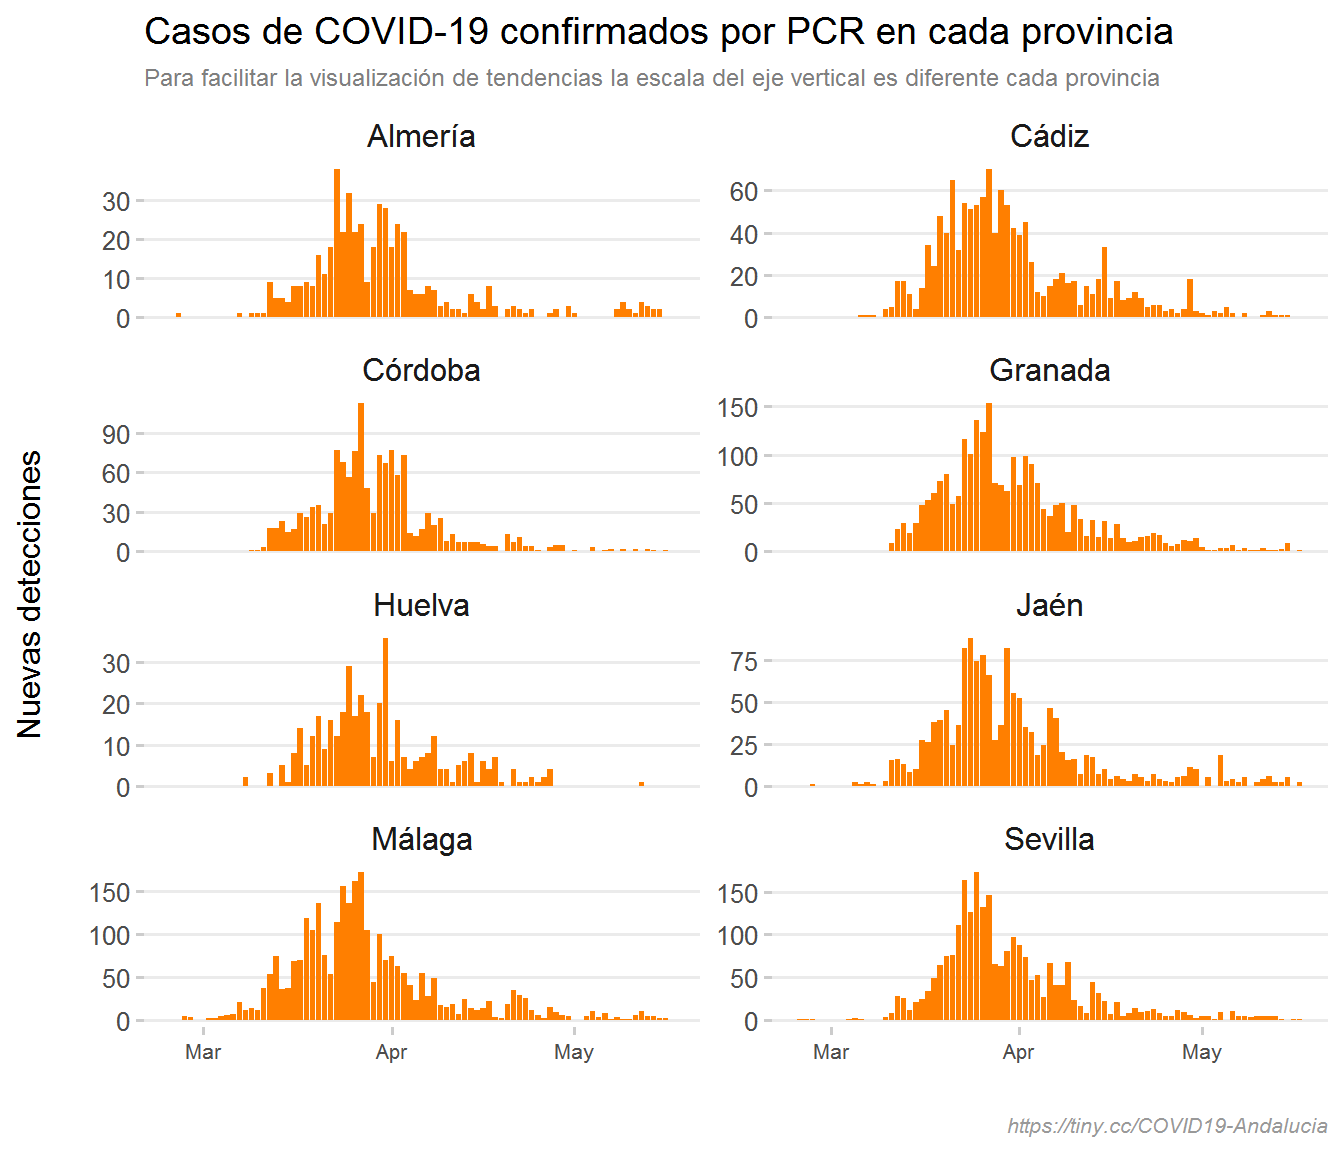 Casos de COVID-19 confirmados por PCR en cada provincia
Para facilitar la visualización de tendencias la escala del eje vertical es diferente cada provincia
Nuevas detecciones
Almería
30
20
10
0
Cádiz
60
40
20
0
Córdoba
90
60
30
0
Granada
150
100
50
0
Huelva
30
20
10
0
Jaén
75
50
25
0
Málaga
150
100
50
0
Mar Apr May
Sevilla
150
100
50
0
Mar Apr May
https://tiny.cc/COVID19-Andalucia